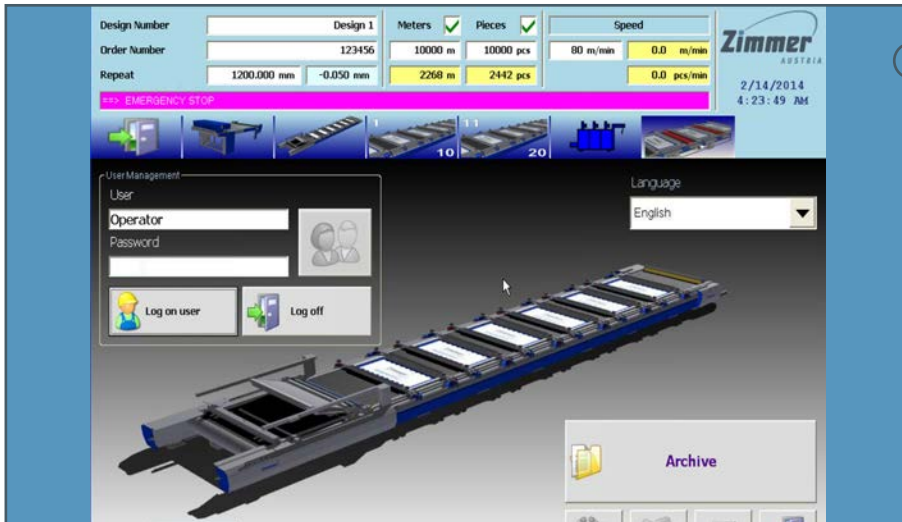 Design Number Design 1 Meters Pieces Speed
Order Number 123456 10000 m 10000 pcs 80 m/min 0.0 m/min
Repeat 1200.000 mm -0.050 mm 2268 m 2442 pcs 0.0 pcs/min
Zimmer
AUSTRIA
2/14/2014
4:23:49 AM
==> EMERGENCY STOP
1 10 11 20
UserManagement
User
Operator
Password
Log on user Log off
Language
English
Archive